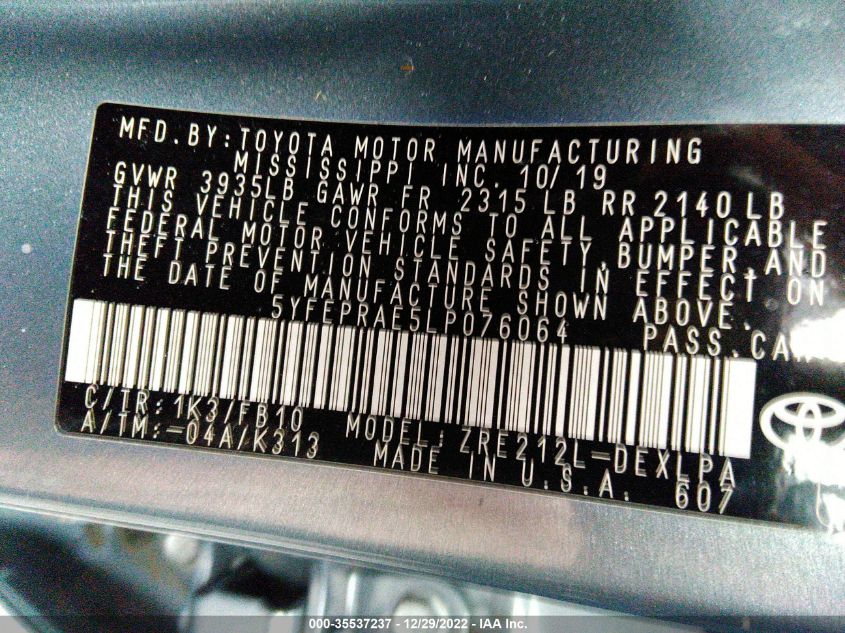 MFD. BY: TOYOTA MOTOR MANUFACTURING
MISSISSIPPI INC. 10/19
GVWR 3935LB GAWR FR 2315 LB RR 2140 LB
THIS VEHICLE CONFORMS TO ALL APPLICABLE
FEDERAL MOTOR VEHICLE SAFETY, BUMPER, AND
THEFT PREVENTION STANDARDS IN EFFECT ON
THE DATE OF MANUFACTURE SHOWN ABOVE.
5YFEPRAE5LP076064 PASS. CAR
C/TR: 1K3/FB10 MODEL: ZRE212L-DEXLPA
A/TM: -04A/K313 MADE IN U.S.A. 607
000-35537237 - 12/29/2022 - IAA Inc.